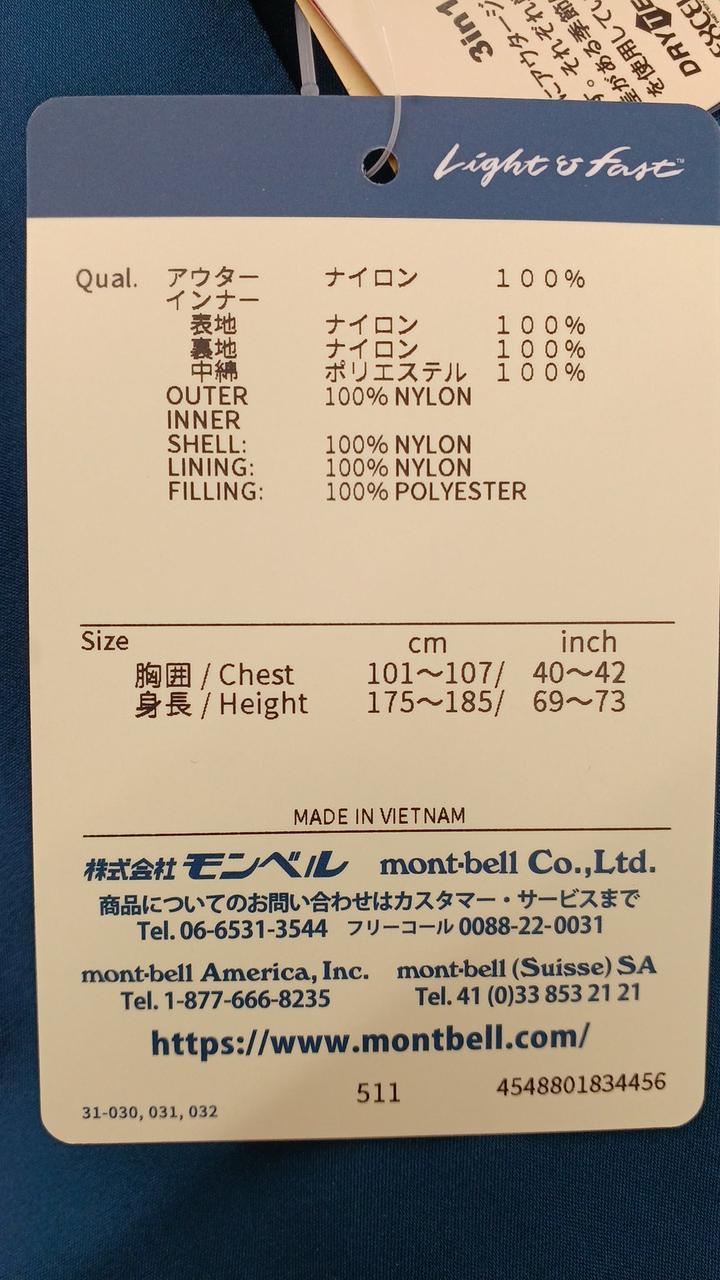 3in1
DRYTE
Light & Fast™
Qual. アウター ナイロン １００％
インナー
表地 ナイロン １００％
裏地 ナイロン １００％
中綿 ポリエステル １００％
OUTER 100% NYLON
INNER
SHELL: 100% NYLON
LINING: 100% NYLON
FILLING: 100% POLYESTER
Size cm inch
胸囲 / Chest 101〜107/ 40〜42
身長 / Height 175〜185/ 69〜73
MADE IN VIETNAM
株式会社 モンベル mont-bell Co.,Ltd.
商品についてのお問い合わせはカスタマー・サービスまで
Tel. 06-6531-3544 フリーコール 0088-22-0031
mont-bell America, Inc. mont-bell (Suisse) SA
Tel. 1-877-666-8235 Tel. 41 (0)33 853 21 21
https://www.montbell.com/
511 4548801834456
31-030, 031, 032